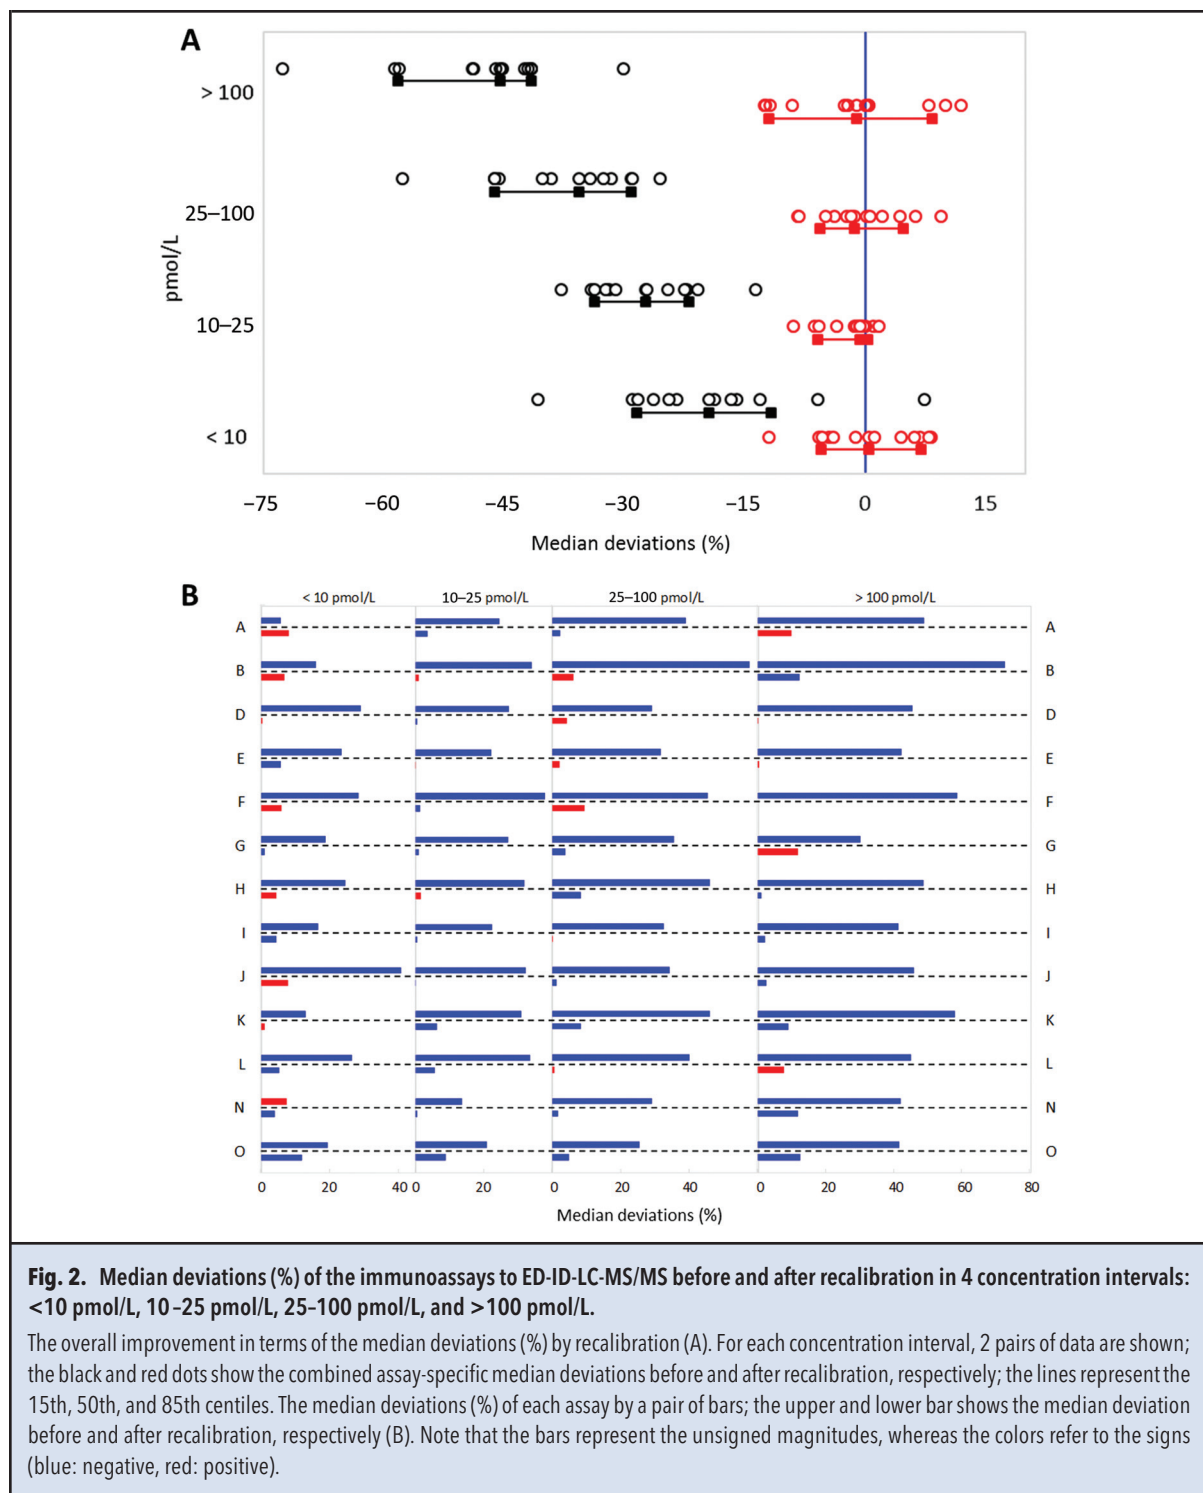 A
> 100
25–100
10–25
< 10
pmol/L
−75 −60 −45 −30 −15 0 15
Median deviations (%)
B
< 10 pmol/L 10–25 pmol/L 25–100 pmol/L > 100 pmol/L
A A
B B
D D
E E
F F
G G
H H
I I
J J
K K
L L
N N
O O
0 20 40 0 20 0 20 40 0 20 40 60 80
Median deviations (%)
Fig. 2. Median deviations (%) of the immunoassays to ED-ID-LC-MS/MS before and after recalibration in 4 concentration intervals:
<10 pmol/L, 10–25 pmol/L, 25–100 pmol/L, and >100 pmol/L.
The overall improvement in terms of the median deviations (%) by recalibration (A). For each concentration interval, 2 pairs of data are shown;
the black and red dots show the combined assay-specific median deviations before and after recalibration, respectively; the lines represent the
15th, 50th, and 85th centiles. The median deviations (%) of each assay by a pair of bars; the upper and lower bar shows the median deviation
before and after recalibration, respectively (B). Note that the bars represent the unsigned magnitudes, whereas the colors refer to the signs
(blue: negative, red: positive).